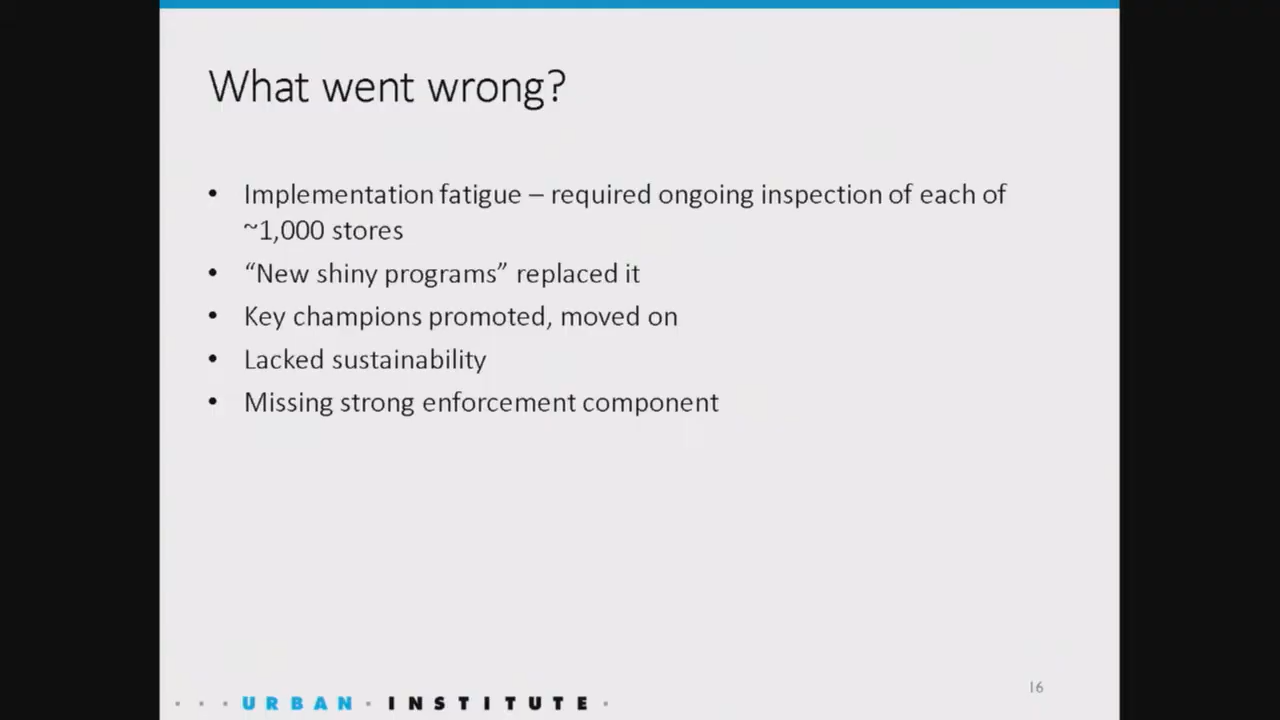 What went wrong?
• Implementation fatigue – required ongoing inspection of each of
~1,000 stores
• “New shiny programs” replaced it
• Key champions promoted, moved on
• Lacked sustainability
• Missing strong enforcement component
16
· · · URBAN · INSTITUTE ·